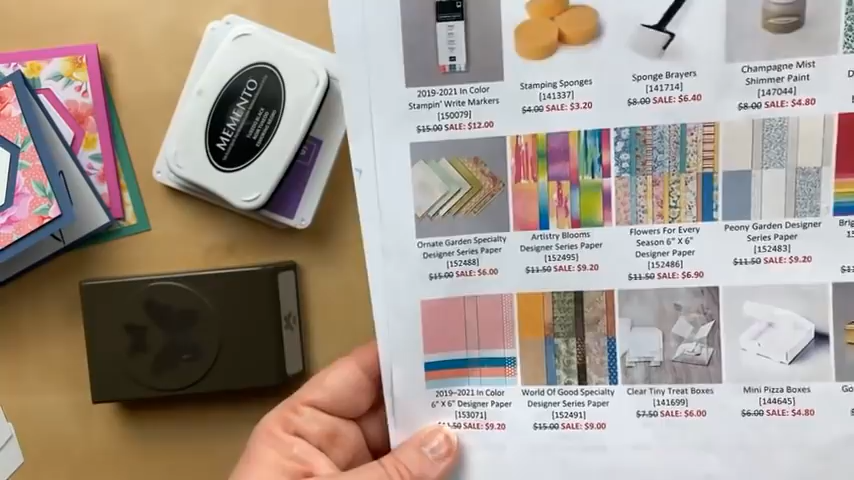 MEMENTO
2019-2021 In Color
Stampin' Write Markers
[150079]
$15.00 SALE: $12.00
Stamping Sponges
[141337]
$4.00 SALE: $3.20
Sponge Brayers
[141714]
$8.00 SALE: $6.40
Champagne Mist
Shimmer Paint
[147044]
$8.00 SALE: $4.80
Ornate Garden Specialty
Designer Series Paper
[152488]
$15.00 SALE: $6.00
Artistry Blooms
Designer Series Paper
[152495]
$11.50 SALE: $9.20
Flowers For Every
Season 6" X 6"
Designer Series Paper
[152486]
$11.50 SALE: $6.90
Peony Garden Designer
Series Paper
[152483]
$11.50 SALE: $9.20
2019–2021 In Color
6" X 6" Designer Paper
[153071]
SALE: $9.20
World Of Good Specialty
Designer Series Paper
[152491]
$15.00 SALE: $9.00
Clear Tiny Treat Boxes
[141699]
$7.50 SALE: $6.00
Mini Pizza Boxes
[144645]
$6.00 SALE: $4.80